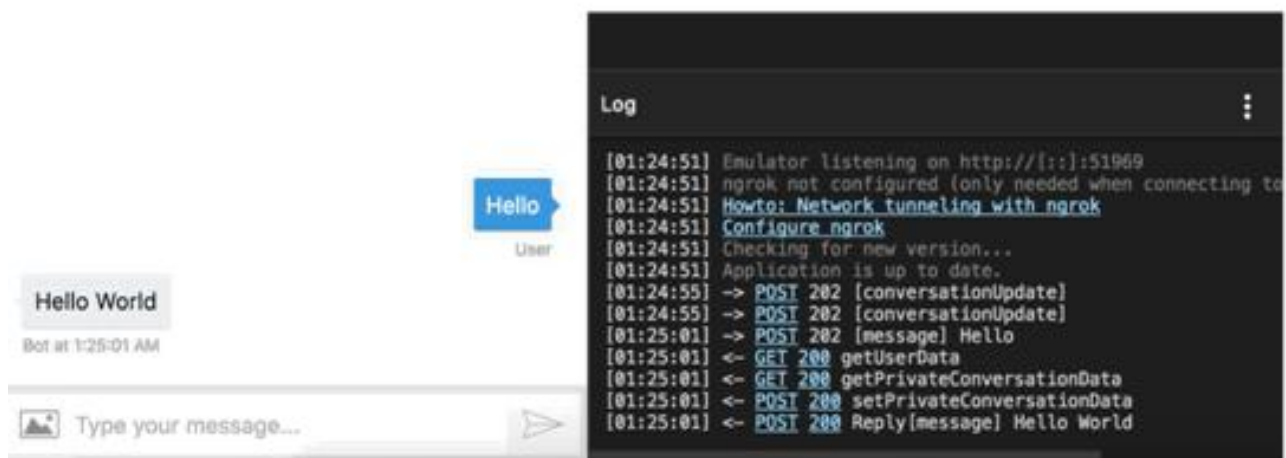 Hello
User
Hello World
Bot at 1:25:01 AM
Type your message...
Log
[01:24:51] Emulator listening on http://[::]:51969
[01:24:51] ngrok not configured (only needed when connecting to
[01:24:51] Howto: Network tunneling with ngrok
[01:24:51] Configure ngrok
[01:24:51] Checking for new version...
[01:24:51] Application is up to date.
[01:24:55] -> POST 202 [conversationUpdate]
[01:24:55] -> POST 202 [conversationUpdate]
[01:25:01] -> POST 202 [message] Hello
[01:25:01] <- GET 200 getUserData
[01:25:01] <- GET 200 getPrivateConversationData
[01:25:01] <- POST 200 setPrivateConversationData
[01:25:01] <- POST 200 Reply[message] Hello World